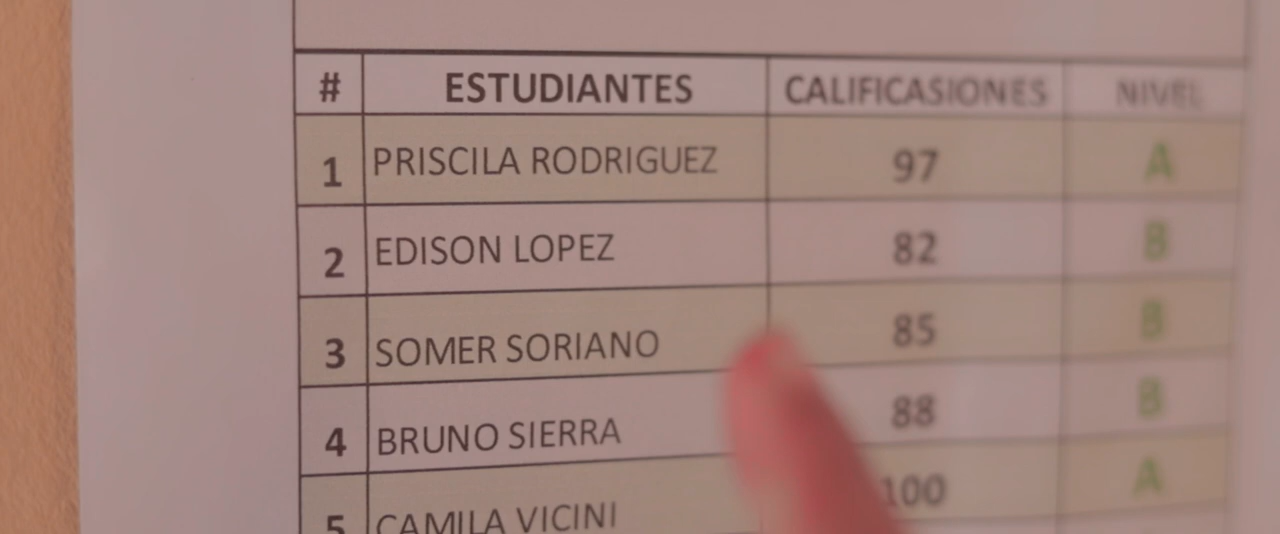 # ESTUDIANTES CALIFICASIONES NIVEL
1 PRISCILA RODRIGUEZ 97 A
2 EDISON LOPEZ 82 B
3 SOMER SORIANO 85 B
4 BRUNO SIERRA 88 B
5 CAMILA VICINI 100 A